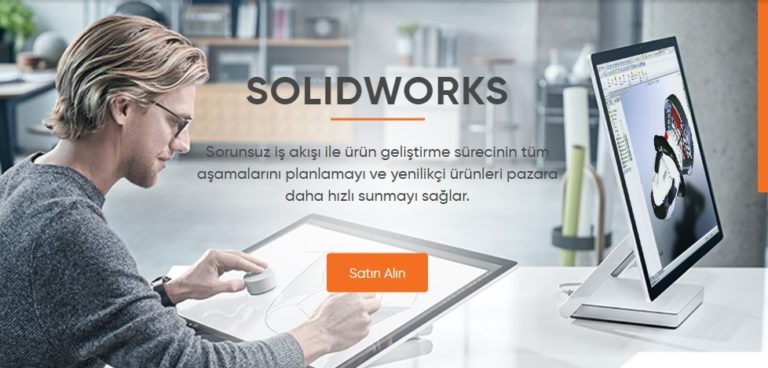 SOLIDWORKS
Sorunsuz iş akışı ile ürün geliştirme sürecinin tüm
aşamalarını planlamayı ve yenilikçi ürünleri pazara
daha hızlı sunmayı sağlar.
Satın Alın